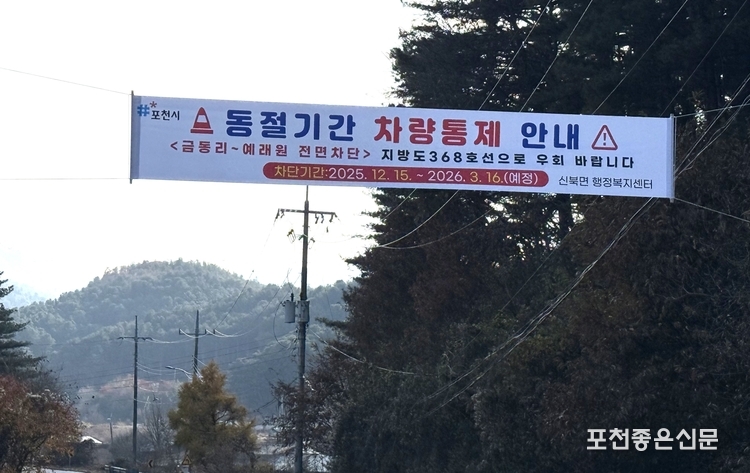 포천시
동절기간 차량통제 안내
<금동리~예래원 전면차단> 지방도368호선으로 우회 바랍니다
차단기간:2025. 12. 15.~ 2026. 3. 16.(예정) 신북면 행정복지센터
포천좋은신문